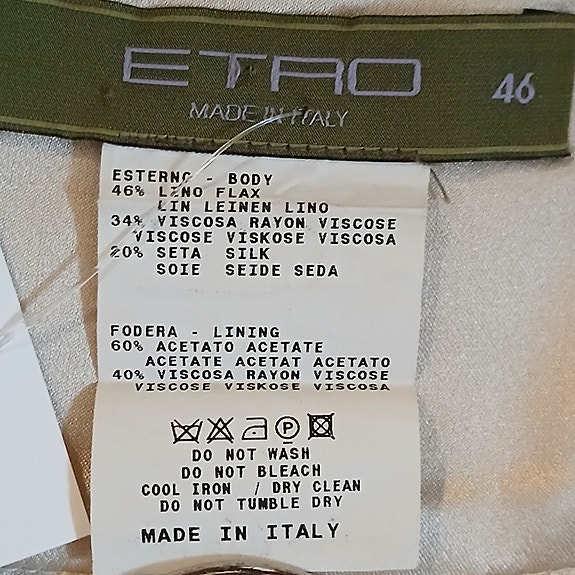 ETRO 46
MADE IN ITALY
ESTERNO - BODY
46% LINO FLAX
LIN LEINEN LINO
34% VISCOSA RAYON VISCOSE
VISCOSE VISKOSE VISCOSA
20% SETA SILK
SOIE SEIDE SEDA
FODERA - LINING
60% ACETATO ACETATE
ACETATE ACETAT ACETATO
40% VISCOSA RAYON VISCOSE
VISCOSE VISKOSE VISCOSA
P
DO NOT WASH
DO NOT BLEACH
COOL IRON / DRY CLEAN
DO NOT TUMBLE DRY
MADE IN ITALY